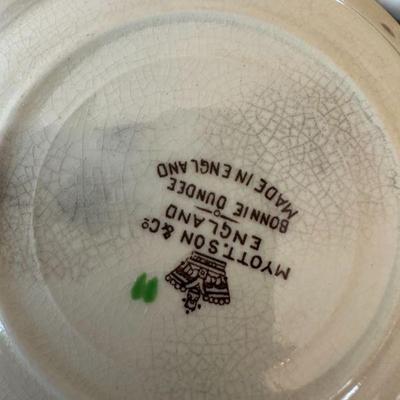 MYOTT.SON & Co.
ENGLAND
BONNIE DUNDEE
MADE IN ENGLAND